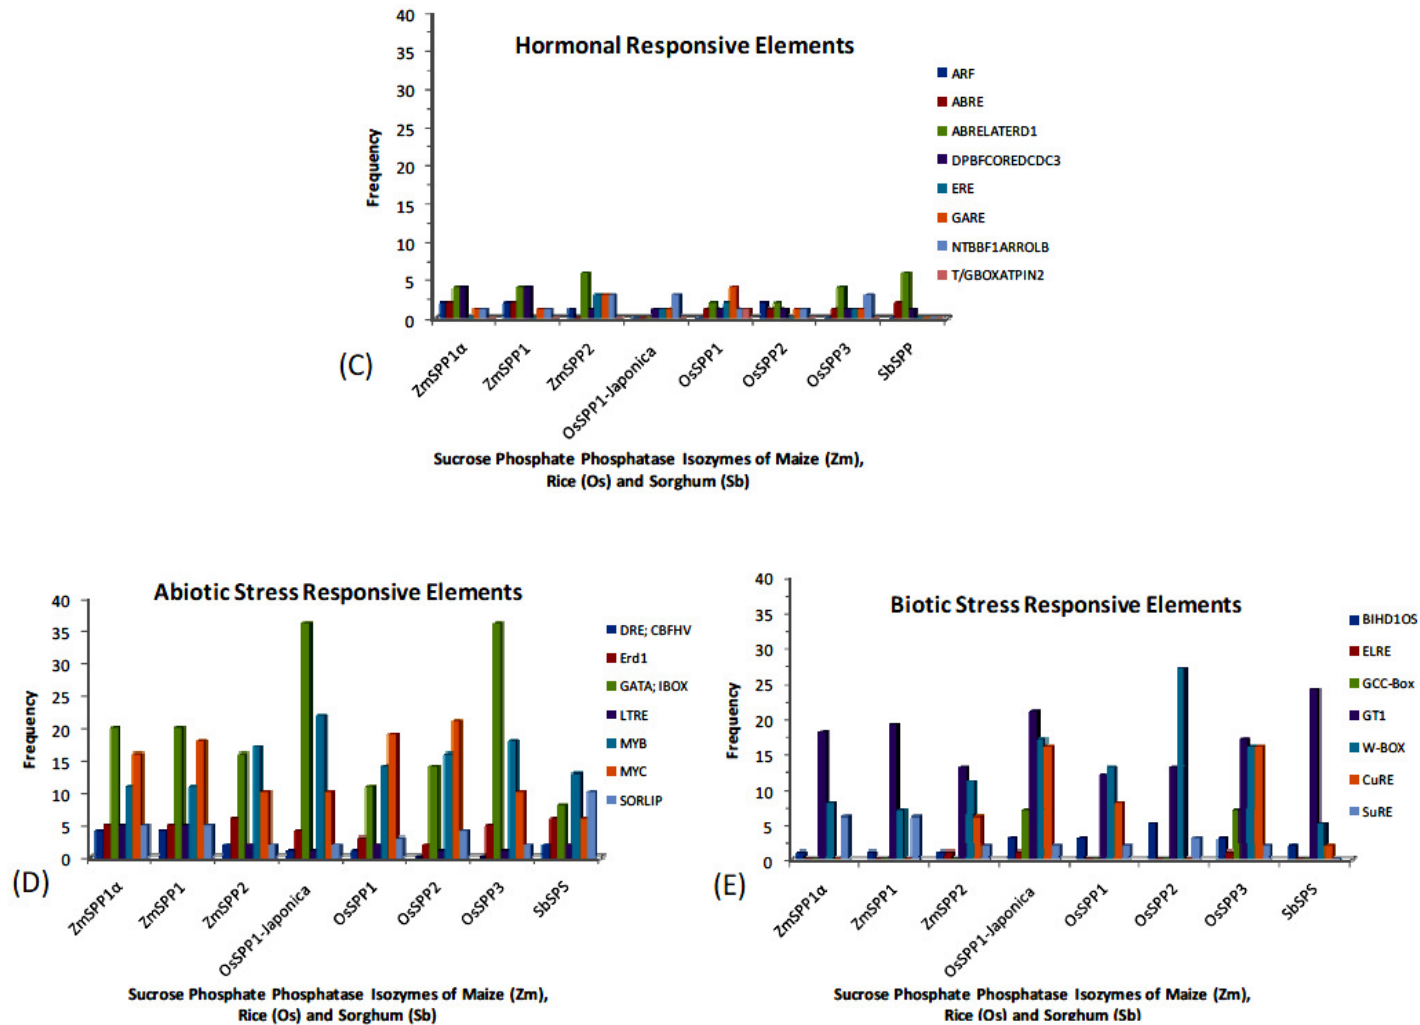 Hormonal Responsive Elements
40
35
30
25
20
15
10
5
0
Frequency
ARF
ABRE
ABRELATERD1
DPBFCOREDCDC3
ERE
GARE
NTBBF1ARROLB
T/GBOXATPIN2
ZmSPP1α
ZmSPP1
ZmSPP2
OsSPP1-Japonica
OsSPP1
OsSPP2
OsSPP3
SbSPP
(C)
Sucrose Phosphate Phosphatase Isozymes of Maize (Zm),
Rice (Os) and Sorghum (Sb)
Abiotic Stress Responsive Elements
40
35
30
25
20
15
10
5
0
Frequency
DRE; CBFHV
Erd1
GATA; IBOX
LTRE
MYB
MYC
SORLIP
ZmSPP1α
ZmSPP1
ZmSPP2
OsSPP1-Japonica
OsSPP1
OsSPP2
OsSPP3
SbSPS
(D)
Sucrose Phosphate Phosphatase Isozymes of Maize (Zm),
Rice (Os) and Sorghum (Sb)
Biotic Stress Responsive Elements
40
35
30
25
20
15
10
5
0
Frequency
BIHD1OS
ELRE
GCC-Box
GT1
W-BOX
CuRE
SuRE
ZmSPP1α
ZmSPP1
ZmSPP2
OsSPP1-Japonica
OsSPP1
OsSPP2
OsSPP3
SbSPS
(E)
Sucrose Phosphate Phosphatase Isozymes of Maize (Zm),
Rice (Os) and Sorghum (Sb)